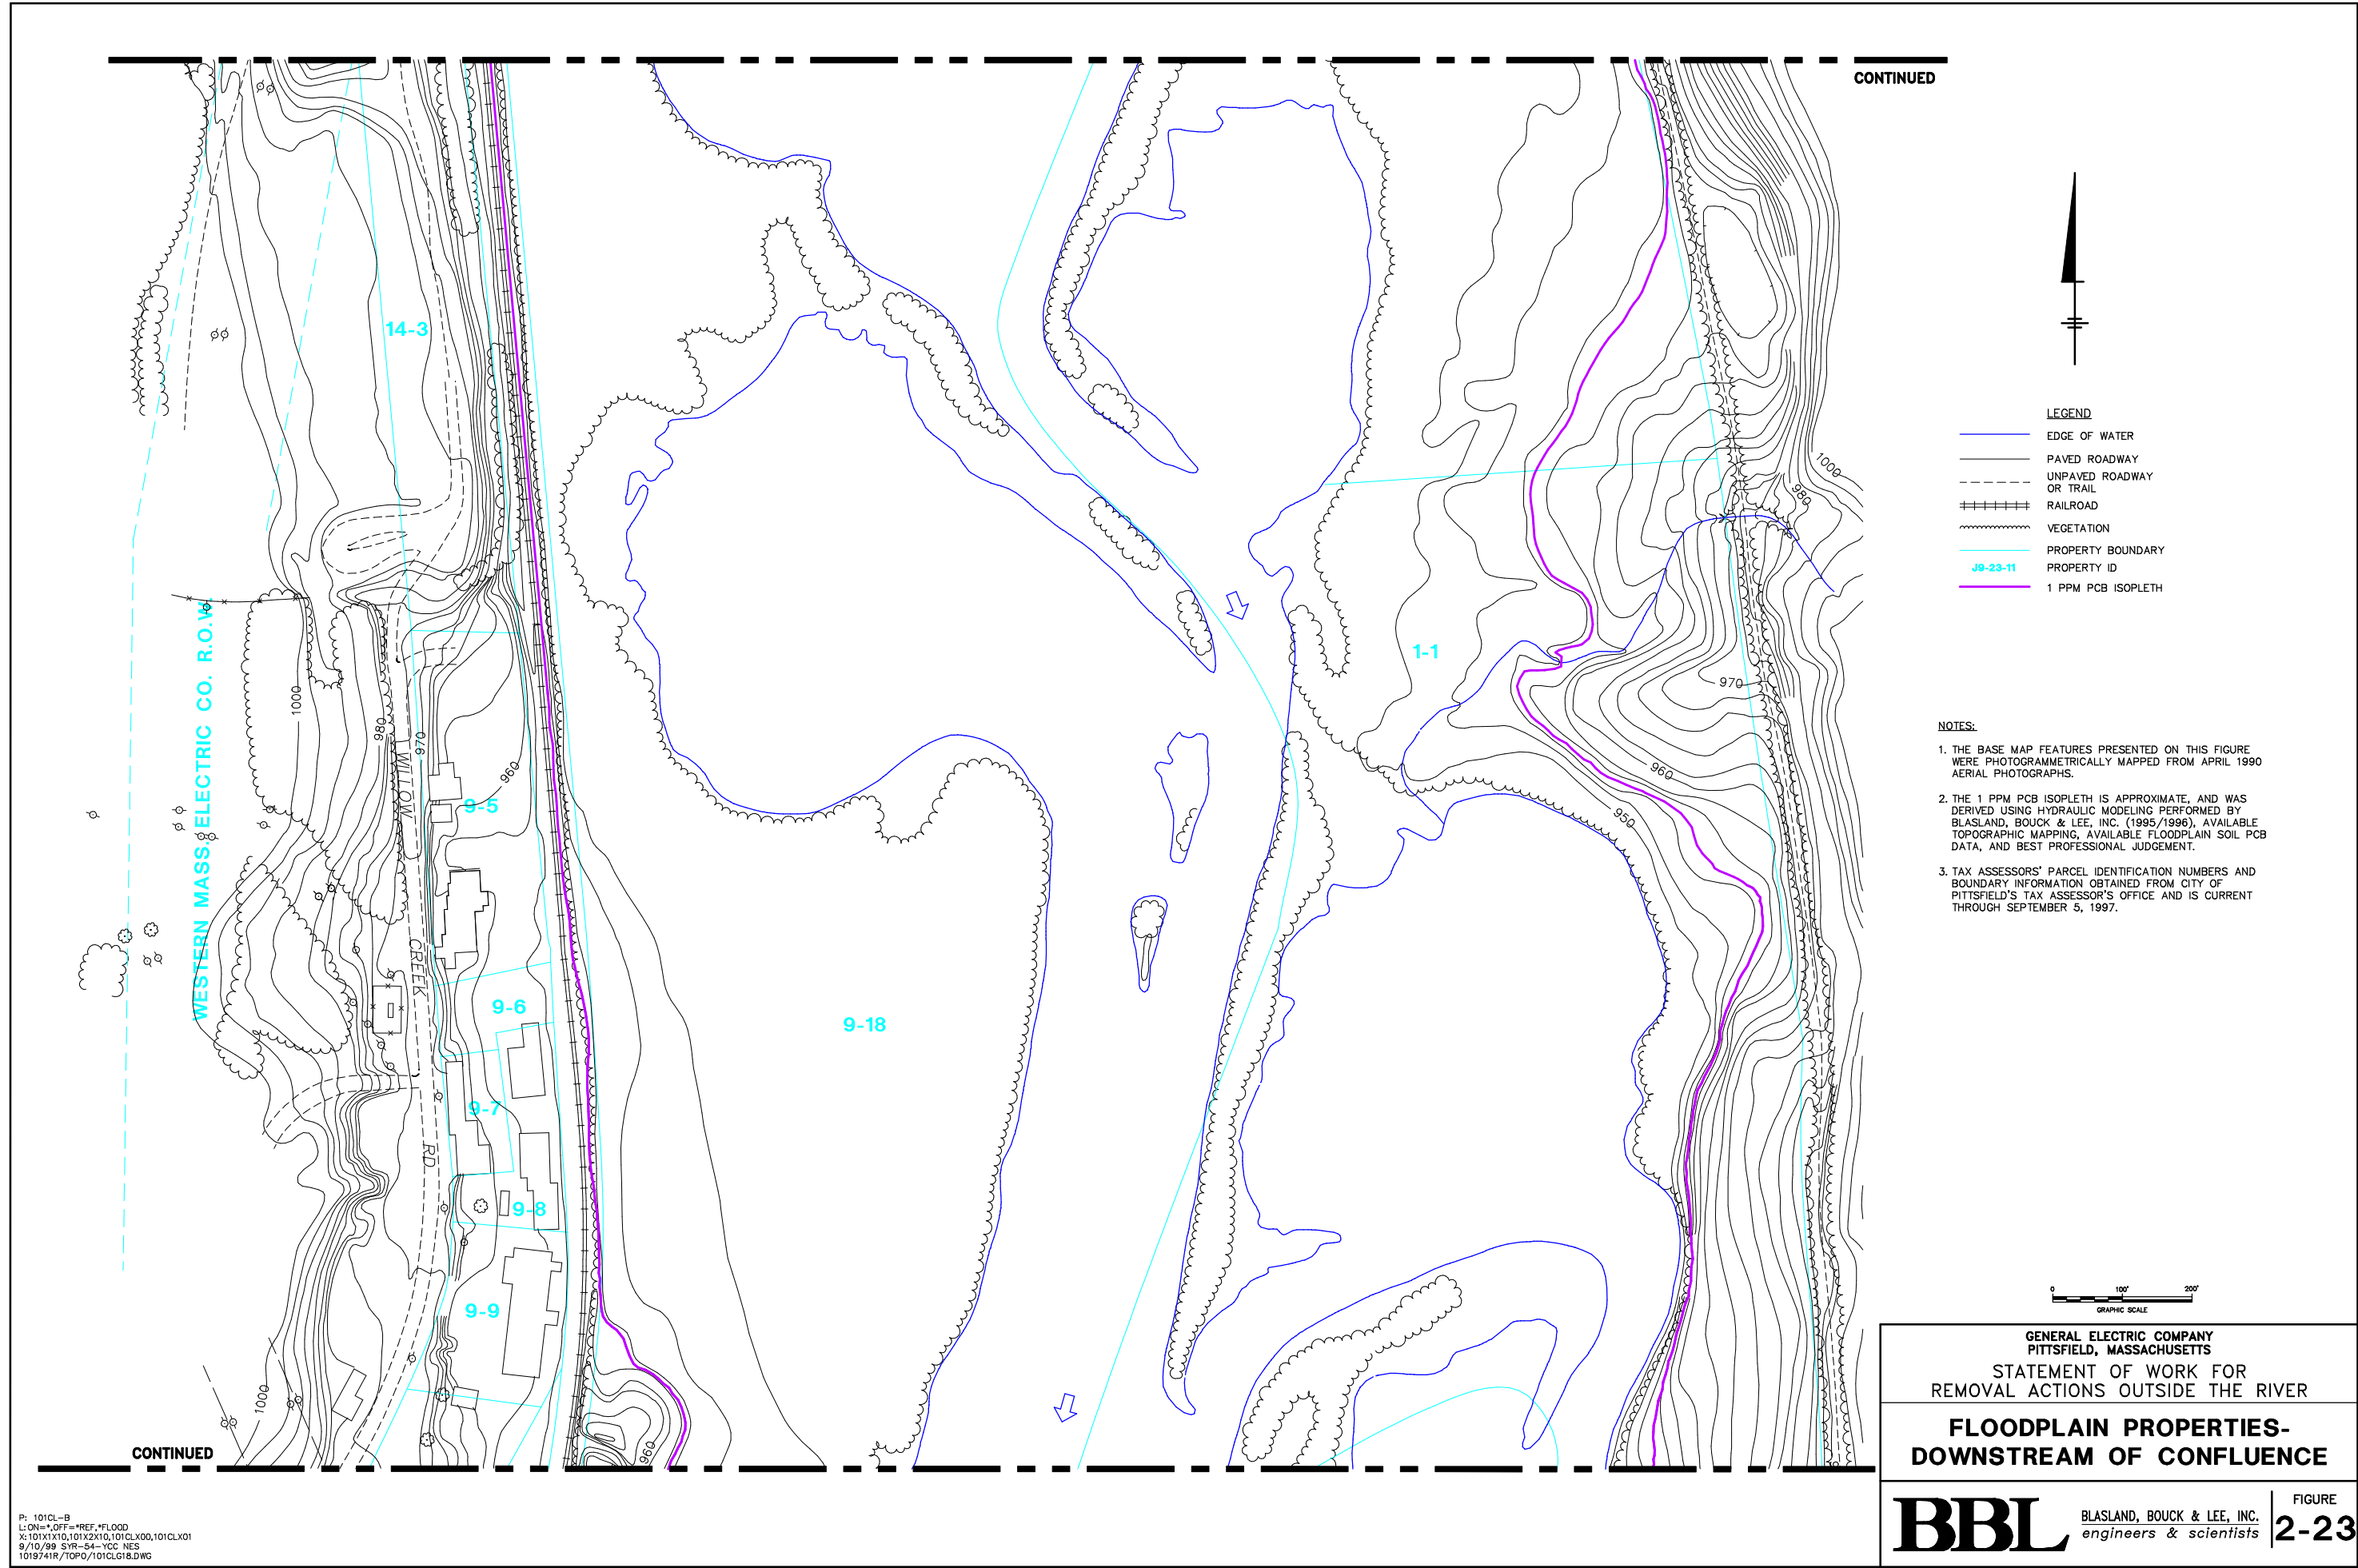 CONTINUED
14-3
1000
980
LEGEND
EDGE OF WATER
PAVED ROADWAY
UNPAVED ROADWAY
OR TRAIL
RAILROAD
VEGETATION
PROPERTY BOUNDARY
J9-23-11 PROPERTY ID
1 PPM PCB ISOPLETH
WESTERN MASS. ELECTRIC CO. R.O.W.
1000
980
970
WILLOW
CREEK
RD
960
9-5
9-6
9-7
9-8
9-9
9-18
1-1
970
960
950
1000
960
NOTES:
1. THE BASE MAP FEATURES PRESENTED ON THIS FIGURE
WERE PHOTOGRAMMETRICALLY MAPPED FROM APRIL 1990
AERIAL PHOTOGRAPHS.
2. THE 1 PPM PCB ISOPLETH IS APPROXIMATE, AND WAS
DERIVED USING HYDRAULIC MODELING PERFORMED BY
BLASLAND, BOUCK & LEE, INC. (1995/1996), AVAILABLE
TOPOGRAPHIC MAPPING, AVAILABLE FLOODPLAIN SOIL PCB
DATA, AND BEST PROFESSIONAL JUDGEMENT.
3. TAX ASSESSORS' PARCEL IDENTIFICATION NUMBERS AND
BOUNDARY INFORMATION OBTAINED FROM CITY OF
PITTSFIELD'S TAX ASSESSOR'S OFFICE AND IS CURRENT
THROUGH SEPTEMBER 5, 1997.
0 100' 200'
GRAPHIC SCALE
CONTINUED
GENERAL ELECTRIC COMPANY
PITTSFIELD, MASSACHUSETTS
STATEMENT OF WORK FOR
REMOVAL ACTIONS OUTSIDE THE RIVER
FLOODPLAIN PROPERTIES-
DOWNSTREAM OF CONFLUENCE
BBL
BLASLAND, BOUCK & LEE, INC.
engineers & scientists
FIGURE
2-23
P: 101CL-B
L: ON=*,OFF=*REF,*FLOOD
X: 101X1X10,101X2X10,101CLX00,101CLX01
9/10/99 SYR-54-YCC NES
1019741R/TOPO/101CLG18.DWG